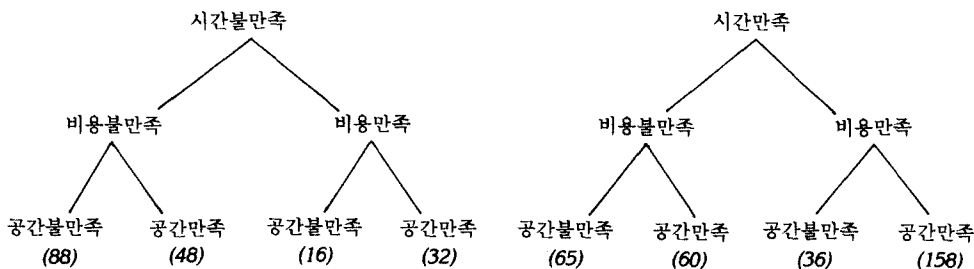 시간불만족 시간만족
비용불만족 비용만족 비용불만족 비용만족
공간불만족 공간만족 공간불만족 공간만족 공간불만족 공간만족 공간불만족 공간만족
(88) (48) (16) (32) (65) (60) (36) (158)